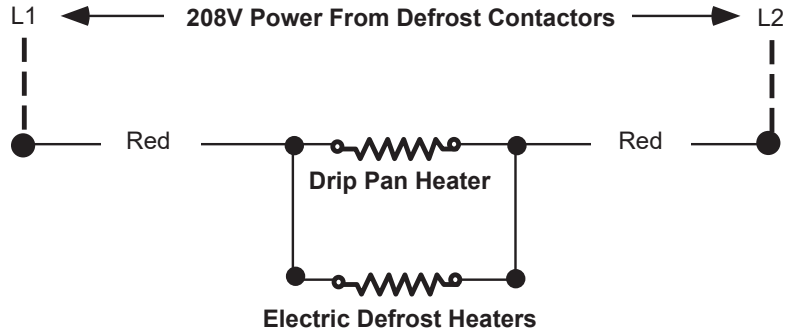 L1 208V Power From Defrost Contactors L2
Red Red
Drip Pan Heater
Electric Defrost Heaters